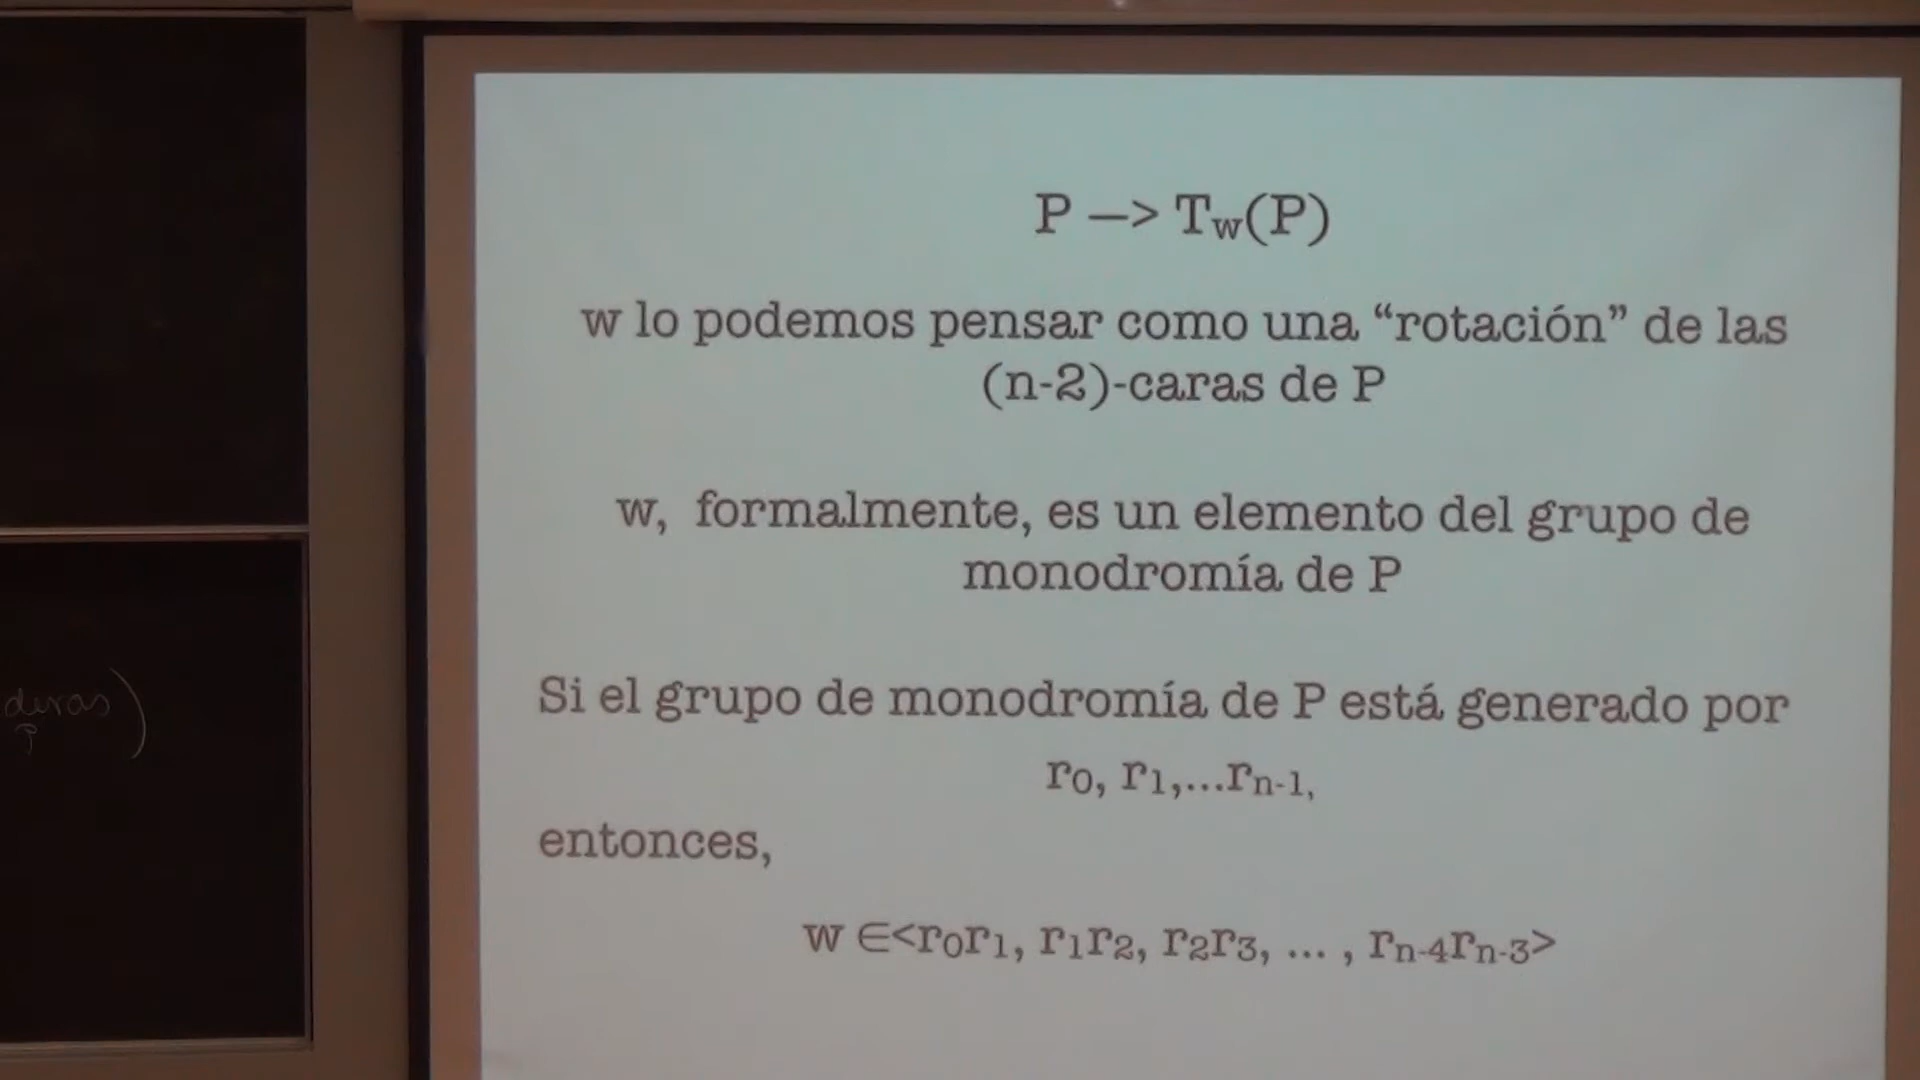 P —> Tw(P)
w lo podemos pensar como una “rotación” de las
(n-2)-caras de P
w, formalmente, es un elemento del grupo de
monodromía de P
Si el grupo de monodromía de P está generado por
r0, r1,...rn-1,
entonces,
w ∈<r0r1, r1r2, r2r3, ... , rn-4rn-3>